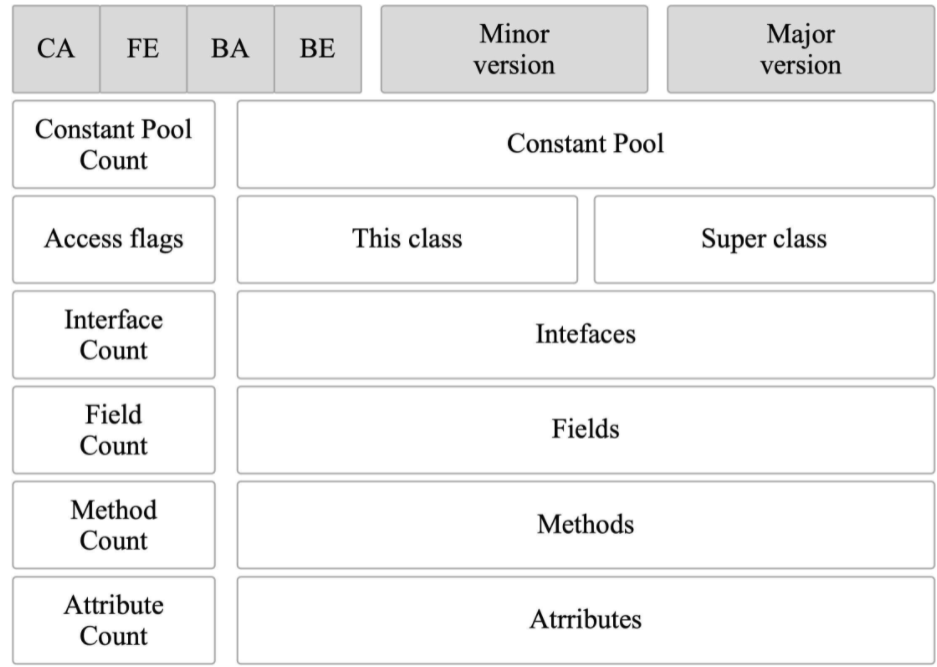 CA FE BA BE Minor Major
version version
Constant Pool
Count
Constant Pool
Access flags This class Super class
Interface
Count
Intefaces
Field
Count
Fields
Method
Count
Methods
Attribute
Count
Atrributes